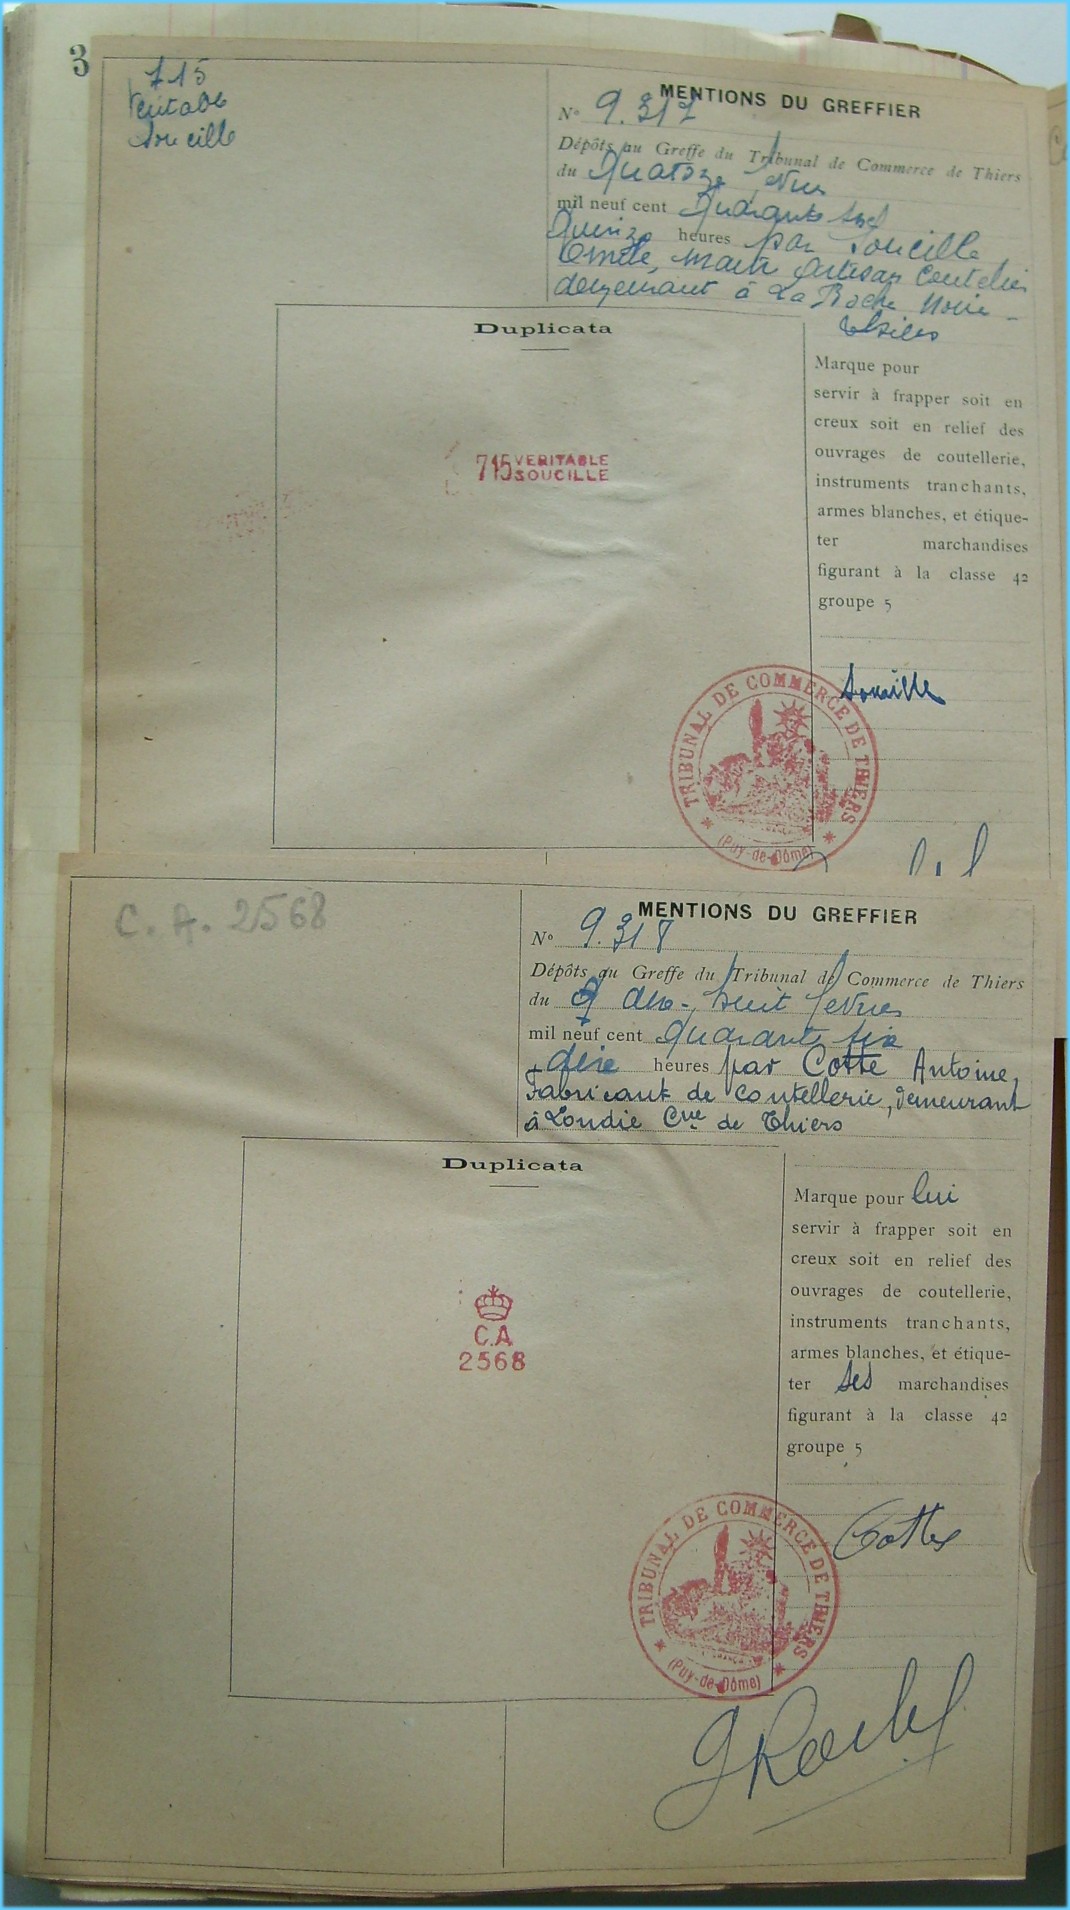 3
715
Veritable
Soucille
MENTIONS DU GREFFIER
N° 9.317
Dépôts au Greffe du Tribunal de Commerce de Thiers
du Quatorze fevrier
mil neuf cent Quarante six
Quinze heures par Soucille
Emile, maitre artisan Coutelier
demeurant à La Roche Noire -
Thiers
Duplicata
715 VERITABLE
SOUCILLE
Marque pour
servir à frapper soit en
creux soit en relief des
ouvrages de coutellerie,
instruments tranchants,
armes blanches, et étique-
ter marchandises
figurant à la classe 42
groupe 5
Soucille
TRIBUNAL DE COMMERCE DE THIERS
(Puy-de-Dôme)
C. A. 2568
MENTIONS DU GREFFIER
N° 9.318
Dépôts au Greffe du Tribunal de Commerce de Thiers
du dix-huit fevrier
mil neuf cent quarante six
dix heures par Cotte Antoine,
Fabricant de Coutellerie, demeurant
à Loudie Cne de Thiers
Duplicata
C.A
2568
Marque pour lui
servir à frapper soit en
creux soit en relief des
ouvrages de coutellerie,
instruments tranchants,
armes blanches, et étique-
ter ses marchandises
figurant à la classe 42
groupe 5
Cotte
TRIBUNAL DE COMMERCE DE THIERS
(Puy-de-Dôme)